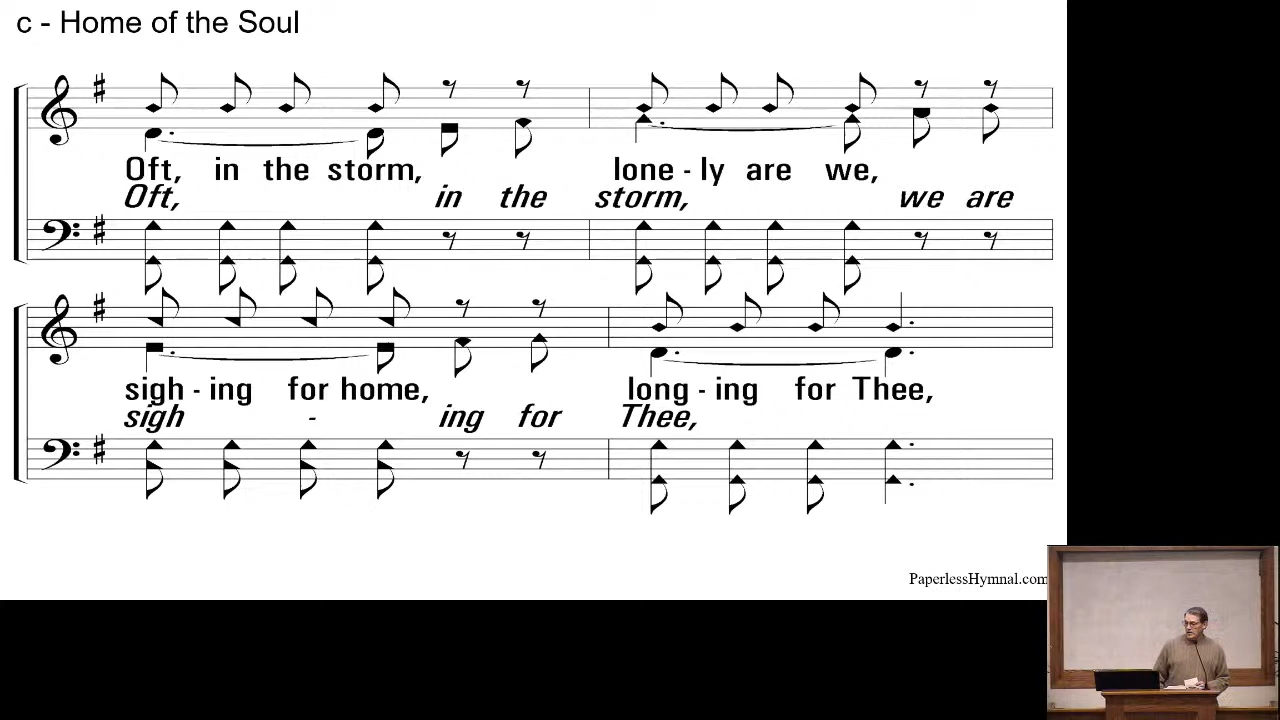 c - Home of the Soul
Oft, in the storm, lone - ly are we,
Oft, in the storm, we are
sigh - ing for home, long - ing for Thee,
sigh - ing for Thee,
PaperlessHymnal.com